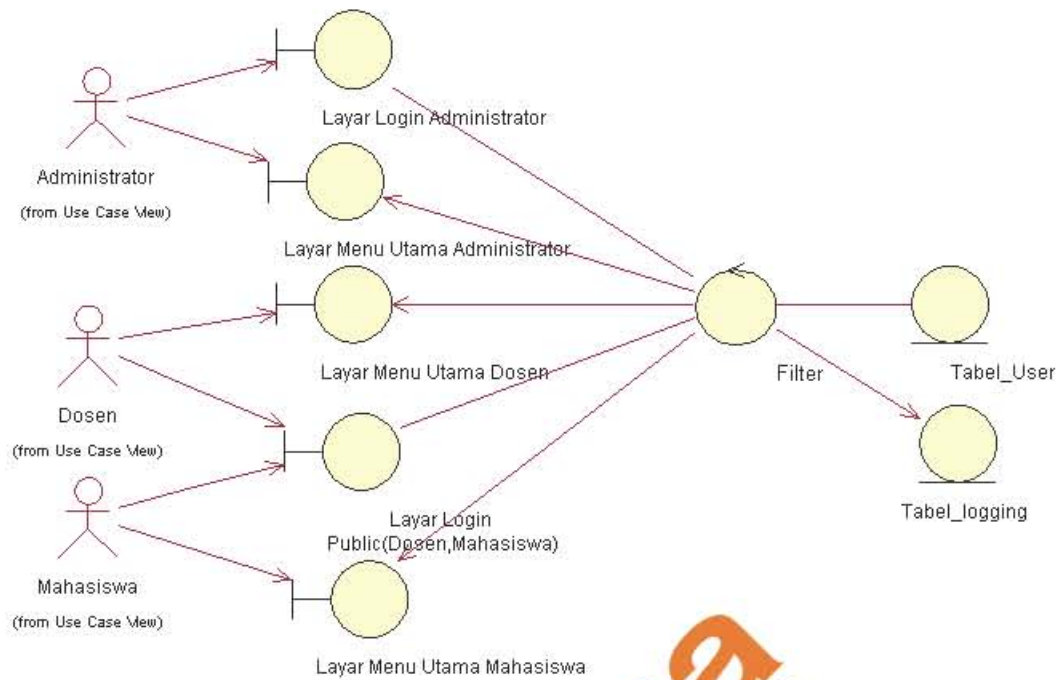 Layar Login Administrator
Administrator
(from Use Case View)
Layar Menu Utama Administrator
Layar Menu Utama Dosen
Filter
Tabel_User
Dosen
(from Use Case View)
Layar Login
Public(Dosen,Mahasiswa)
Tabel_logging
Mahasiswa
(from Use Case View)
Layar Menu Utama Mahasiswa
a